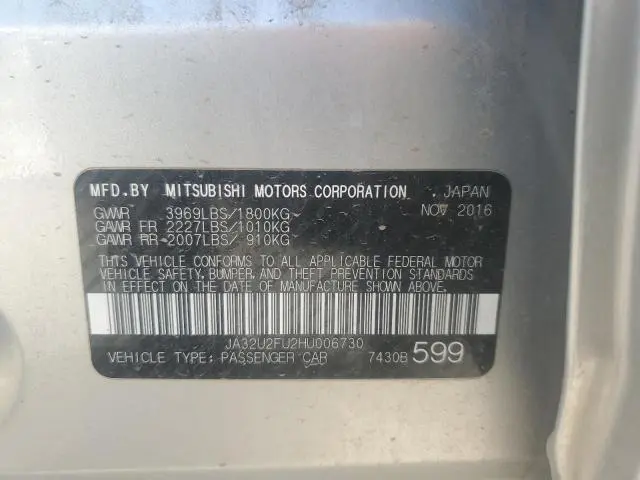 MFD.BY MITSUBISHI MOTORS CORPORATION JAPAN
GVWR 3969LBS/1800KG NOV 2016
GAWR FR 2227LBS/1010KG
GAWR RR 2007LBS/ 910KG
THIS VEHICLE CONFORMS TO ALL APPLICABLE FEDERAL MOTOR
VEHICLE SAFETY, BUMPER, AND THEFT PREVENTION STANDARDS
IN EFFECT ON THE DATE OF MANUFACTURE SHOWN ABOVE.
JA32U2FU2HU006730
VEHICLE TYPE: PASSENGER CAR 7430B 599